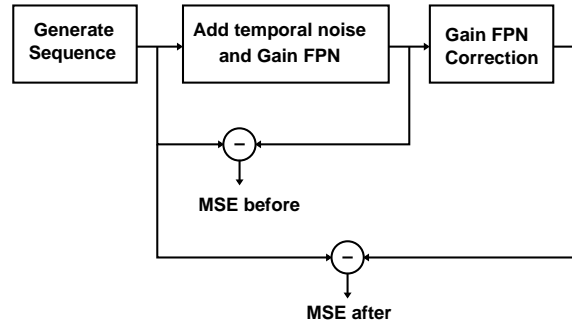 Generate
Sequence
Add temporal noise
and Gain FPN
Gain FPN
Correction
−
MSE before
−
MSE after